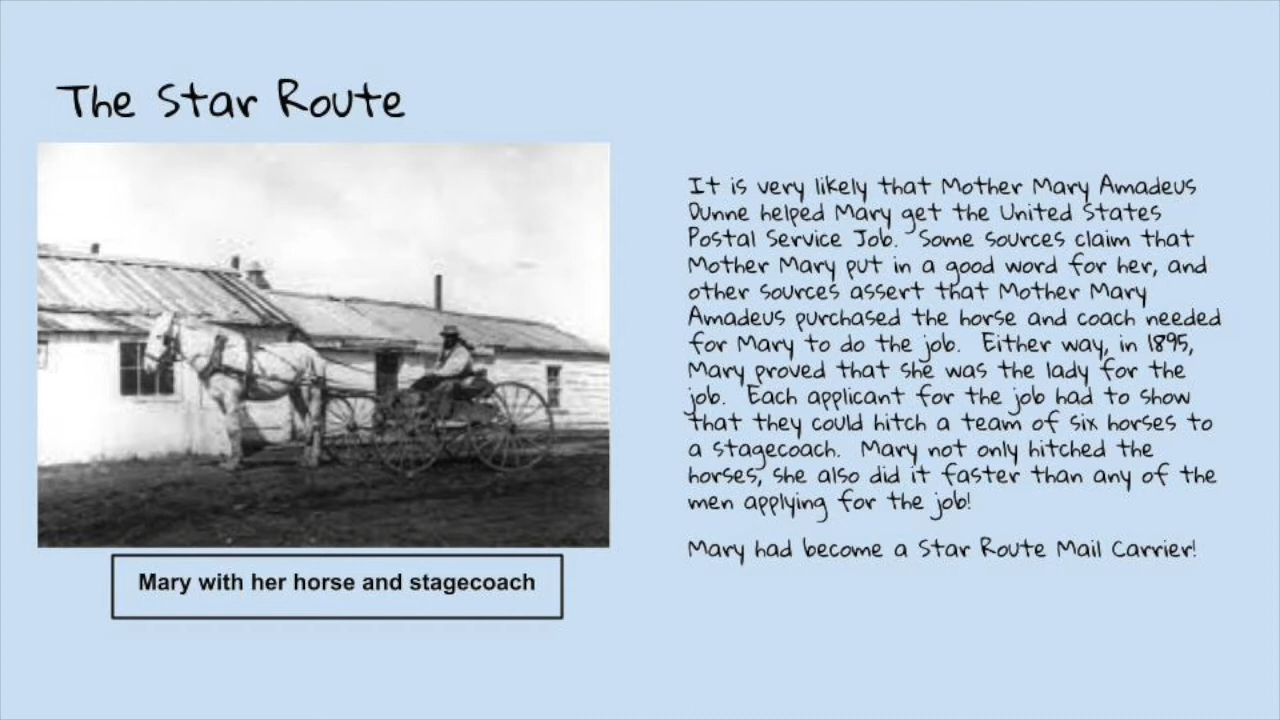 The Star Route
It is very likely that Mother Mary Amadeus
Dunne helped Mary get the United States
Postal Service Job.  Some sources claim that
Mother Mary put in a good word for her, and
other sources assert that Mother Mary
Amadeus purchased the horse and coach needed
for Mary to do the job.  Either way, in 1895,
Mary proved that she was the lady for the
job.  Each applicant for the job had to show
that they could hitch a team of six horses to
a stagecoach.  Mary not only hitched the
horses, she also did it faster than any of the
men applying for the job!
Mary had become a Star Route Mail Carrier!
Mary with her horse and stagecoach